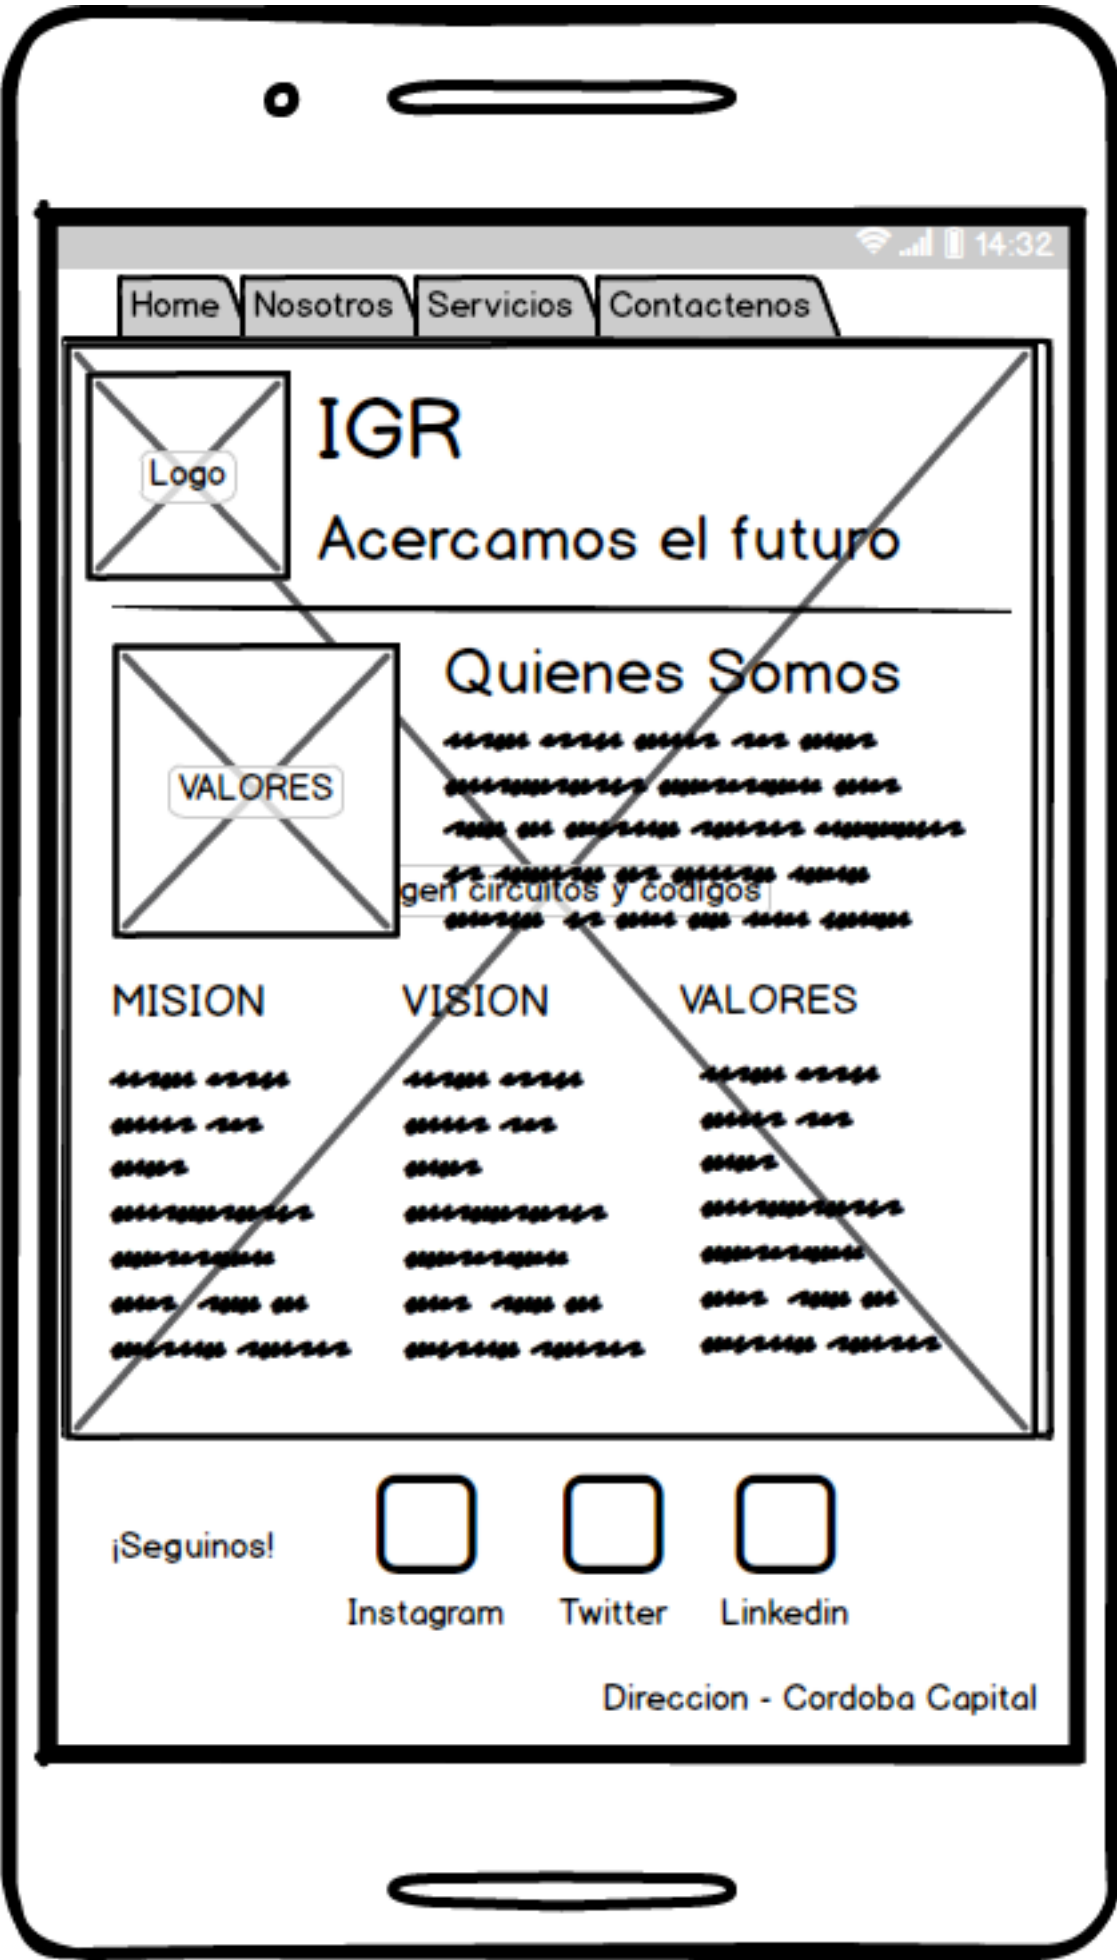 14:32
Home Nosotros Servicios Contactenos
Logo
IGR
Acercamos el futuro
VALORES
Quienes Somos
gen circuitos y codigos
MISION VISION VALORES
¡Seguinos!
Instagram Twitter Linkedin
Direccion - Cordoba Capital